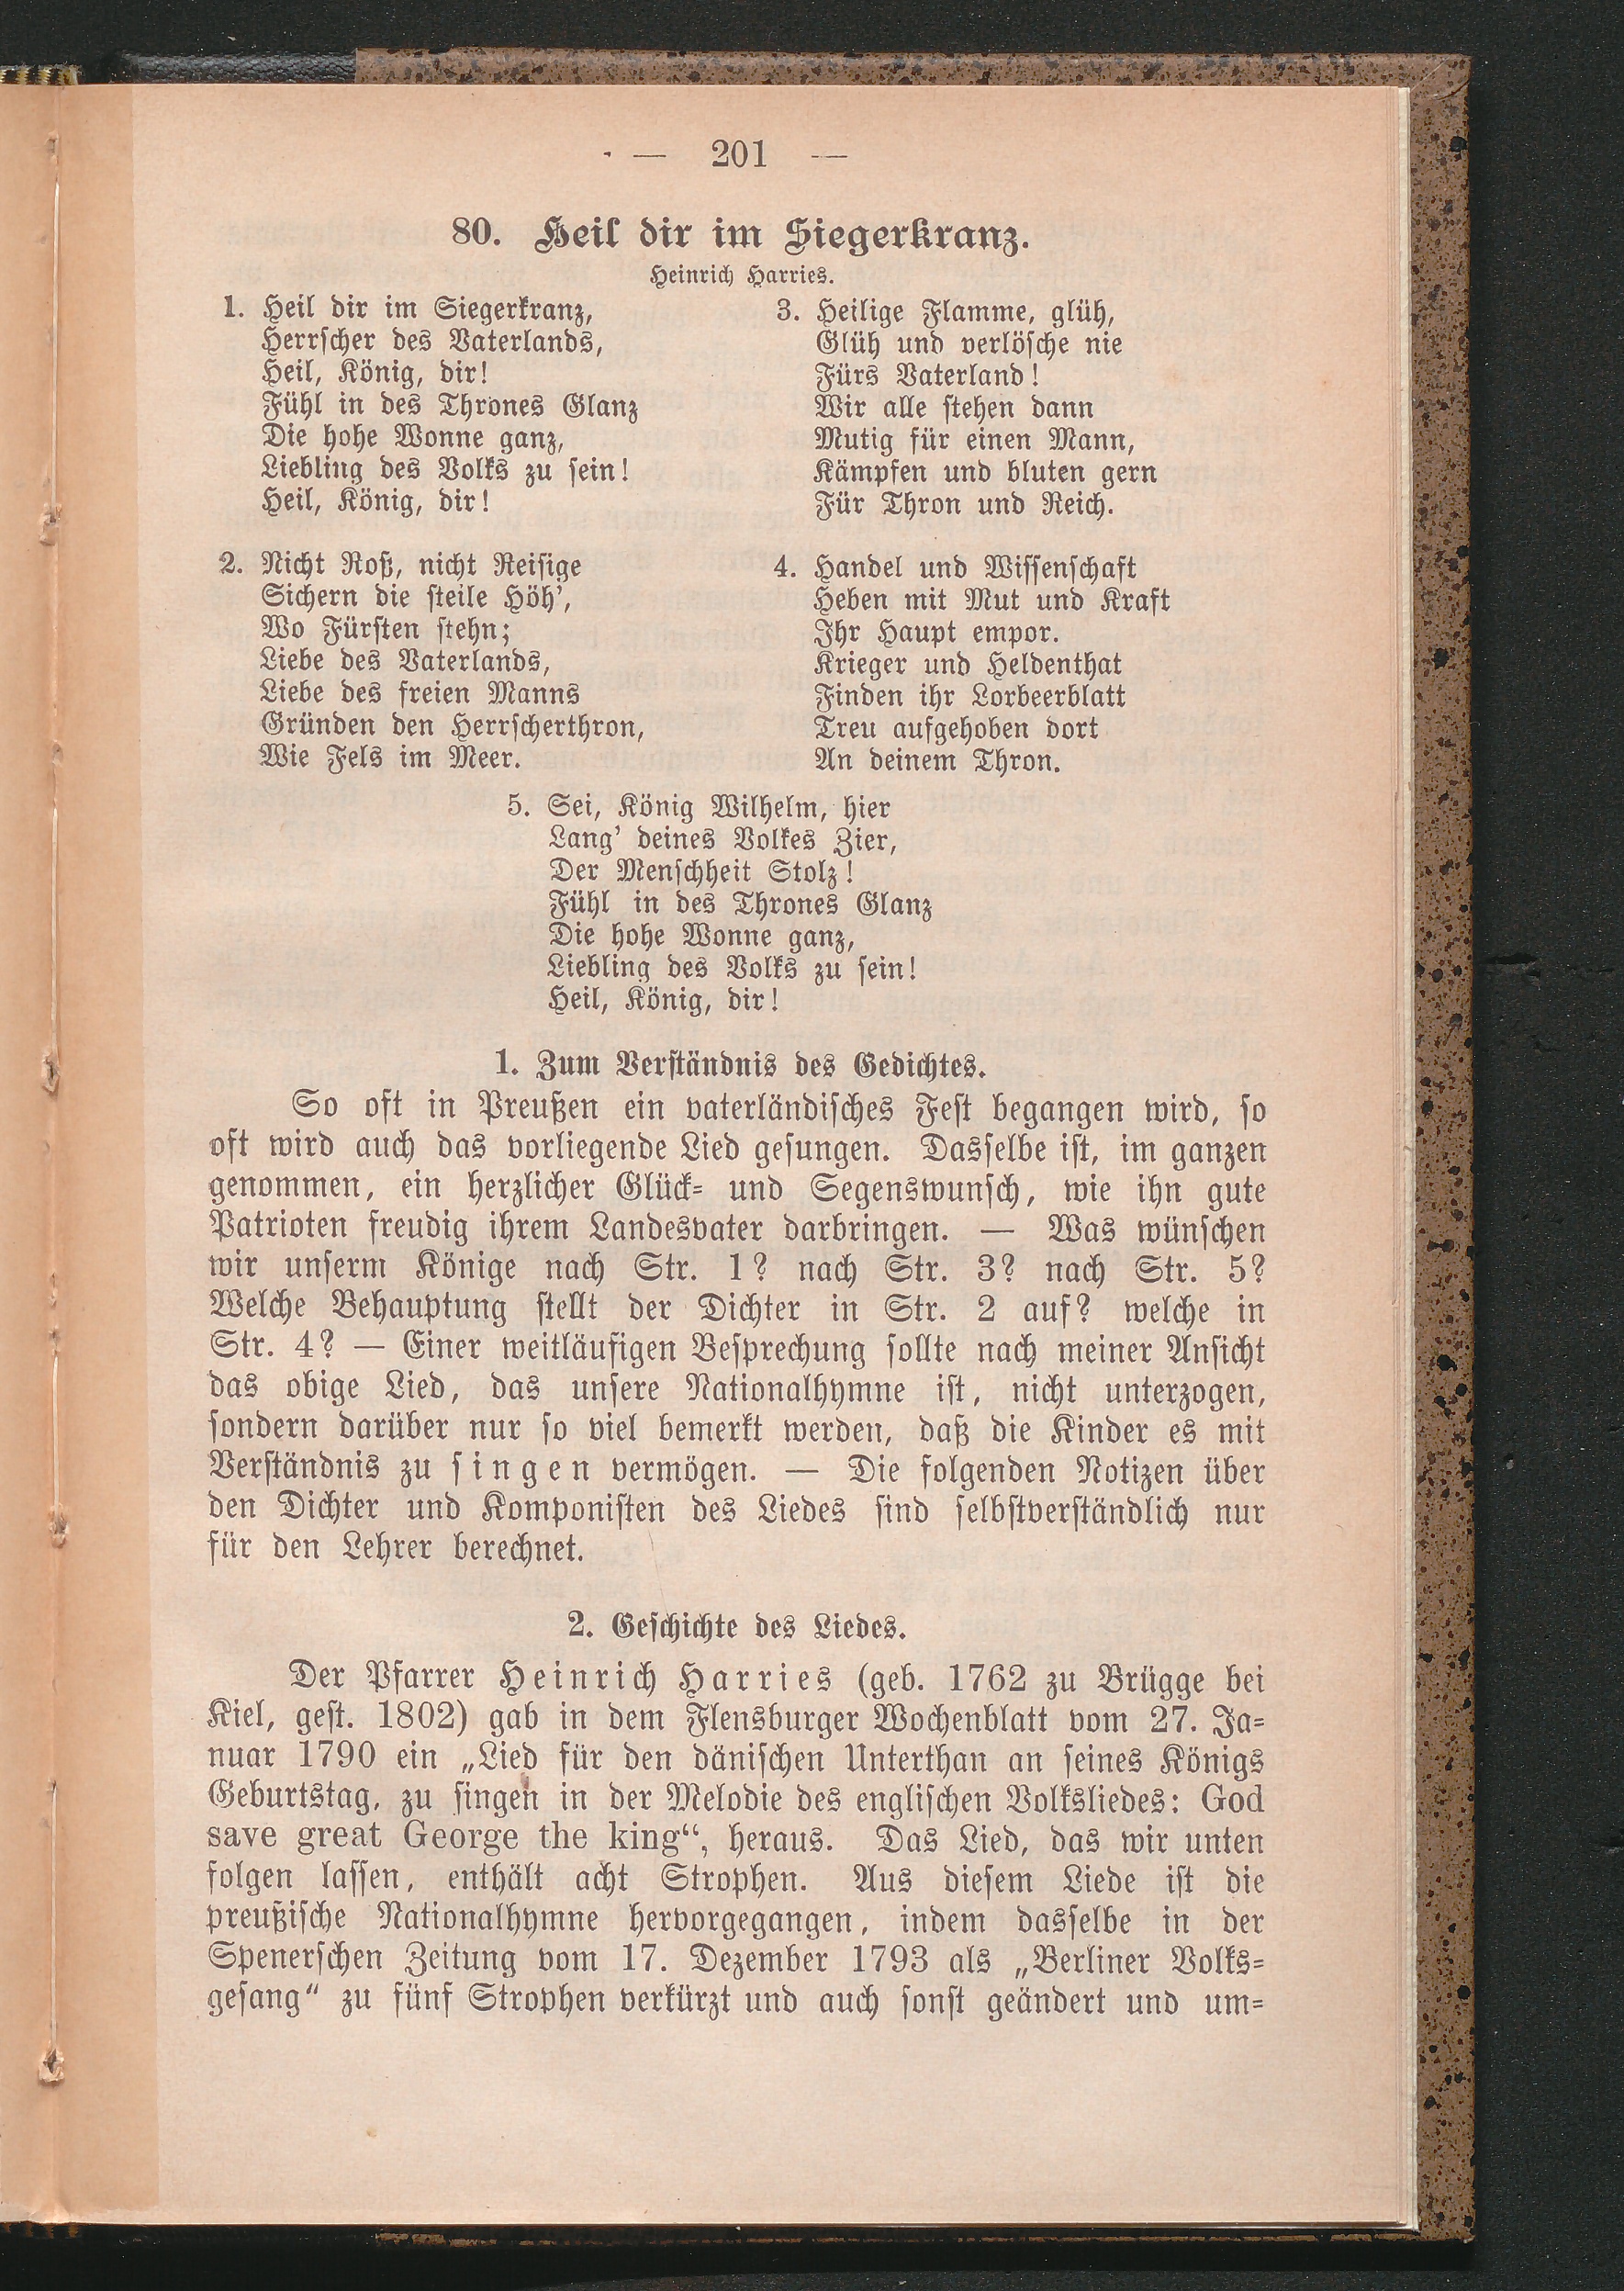 — 201 —
80. Heil dir im Siegerkranz.
Heinrich Harries.
1. Heil dir im Siegerkranz,
Herrscher des Vaterlands,
Heil, König, dir!
Fühl in des Thrones Glanz
Die hohe Wonne ganz,
Liebling des Volks zu sein!
Heil, König, dir!
2. Nicht Roß, nicht Reisige
Sichern die steile Höh',
Wo Fürsten stehn;
Liebe des Vaterlands,
Liebe des freien Manns
Gründen den Herrscherthron,
Wie Fels im Meer.
3. Heilige Flamme, glüh,
Glüh und verlösche nie
Fürs Vaterland!
Wir alle stehen dann
Mutig für einen Mann,
Kämpfen und bluten gern
Für Thron und Reich.
4. Handel und Wissenschaft
Heben mit Mut und Kraft
Ihr Haupt empor.
Krieger und Heldenthat
Finden ihr Lorbeerblatt
Treu aufgehoben dort
An deinem Thron.
5. Sei, König Wilhelm, hier
Lang' deines Volkes Zier,
Der Menschheit Stolz!
Fühl in des Thrones Glanz
Die hohe Wonne ganz,
Liebling des Volks zu sein!
Heil, König, dir!
1. Zum Verständnis des Gedichtes.
So oft in Preußen ein vaterländisches Fest begangen wird, so
oft wird auch das vorliegende Lied gesungen. Dasselbe ist, im ganzen
genommen, ein herzlicher Glück- und Segenswunsch, wie ihn gute
Patrioten freudig ihrem Landesvater darbringen. — Was wünschen
wir unserm Könige nach Str. 1? nach Str. 3? nach Str. 5?
Welche Behauptung stellt der Dichter in Str. 2 auf? welche in
Str. 4? — Einer weitläufigen Besprechung sollte nach meiner Ansicht
das obige Lied, das unsere Nationalhymne ist, nicht unterzogen,
sondern darüber nur so viel bemerkt werden, daß die Kinder es mit
Verständnis zu singen vermögen. — Die folgenden Notizen über
den Dichter und Komponisten des Liedes sind selbstverständlich nur
für den Lehrer berechnet.
2. Geschichte des Liedes.
Der Pfarrer Heinrich Harries (geb. 1762 zu Brügge bei
Kiel, gest. 1802) gab in dem Flensburger Wochenblatt vom 27. Ja-
nuar 1790 ein „Lied für den dänischen Unterthan an seines Königs
Geburtstag, zu singen in der Melodie des englischen Volksliedes: God
save great George the king“, heraus. Das Lied, das wir unten
folgen lassen, enthält acht Strophen. Aus diesem Liede ist die
preußische Nationalhymne hervorgegangen, indem dasselbe in der
Spenerschen Zeitung vom 17. Dezember 1793 als „Berliner Volks-
gesang“ zu fünf Strophen verkürzt und auch sonst geändert und um-